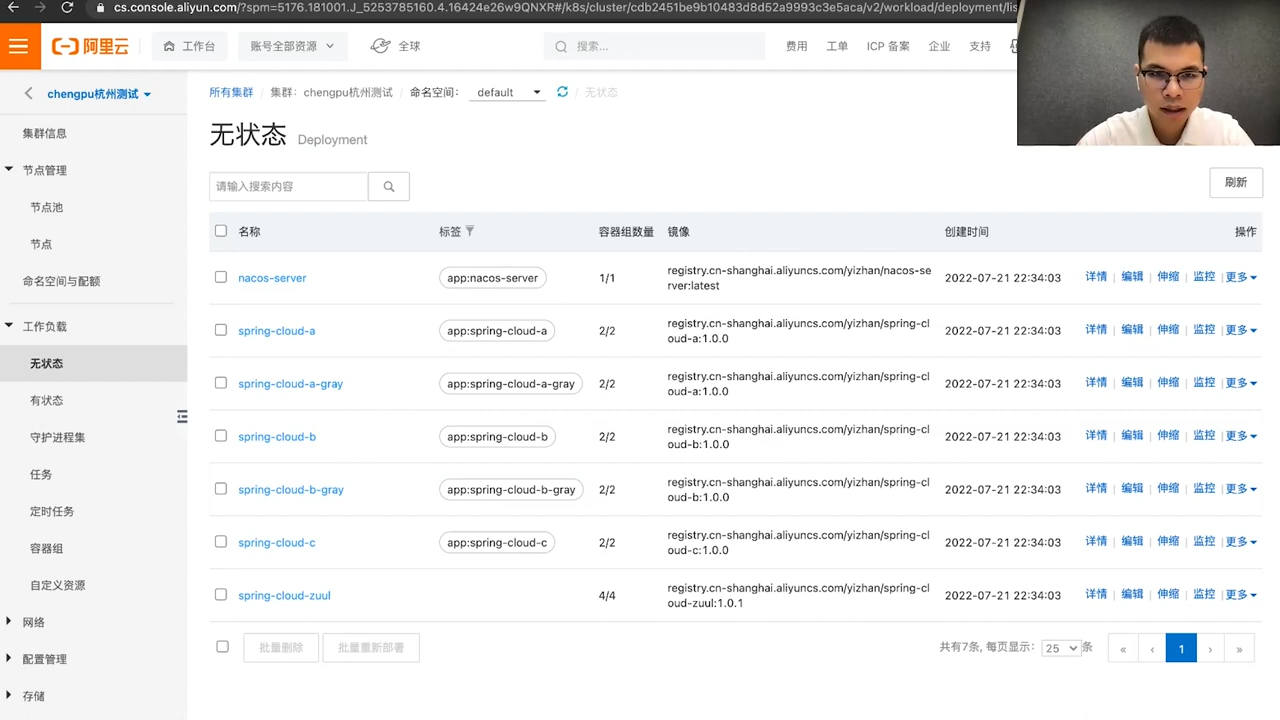 cs.console.aliyun.com/?spm=5176.181001.J_5253785160.4.16424e26w9QNXR#/k8s/cluster/cdb2451be9b10483d8d52a9993c3e5aca/v2/workload/deployment/lis
阿里云
工作台
账号全部资源
全球
搜索...
费用
工单
ICP 备案
企业
支持
chengpu杭州测试
集群信息
节点管理
节点池
节点
命名空间与配额
工作负载
无状态
有状态
守护进程集
任务
定时任务
容器组
自定义资源
网络
配置管理
存储
所有集群 / 集群: chengpu杭州测试 / 命名空间: default / 无状态
无状态 Deployment
请输入搜索内容
刷新
名称 标签 容器组数量 镜像 创建时间 操作
nacos-server app:nacos-server 1/1 registry.cn-shanghai.aliyuncs.com/yizhan/nacos-se 2022-07-21 22:34:03 详情 | 编辑 | 伸缩 | 监控 | 更多
rver:latest
spring-cloud-a app:spring-cloud-a 2/2 registry.cn-shanghai.aliyuncs.com/yizhan/spring-cl 2022-07-21 22:34:03 详情 | 编辑 | 伸缩 | 监控 | 更多
oud-a:1.0.0
spring-cloud-a-gray app:spring-cloud-a-gray 2/2 registry.cn-shanghai.aliyuncs.com/yizhan/spring-cl 2022-07-21 22:34:03 详情 | 编辑 | 伸缩 | 监控 | 更多
oud-a:1.0.0
spring-cloud-b app:spring-cloud-b 2/2 registry.cn-shanghai.aliyuncs.com/yizhan/spring-cl 2022-07-21 22:34:03 详情 | 编辑 | 伸缩 | 监控 | 更多
oud-b:1.0.0
spring-cloud-b-gray app:spring-cloud-b-gray 2/2 registry.cn-shanghai.aliyuncs.com/yizhan/spring-cl 2022-07-21 22:34:03 详情 | 编辑 | 伸缩 | 监控 | 更多
oud-b:1.0.0
spring-cloud-c app:spring-cloud-c 2/2 registry.cn-shanghai.aliyuncs.com/yizhan/spring-cl 2022-07-21 22:34:03 详情 | 编辑 | 伸缩 | 监控 | 更多
oud-c:1.0.0
spring-cloud-zuul 4/4 registry.cn-shanghai.aliyuncs.com/yizhan/spring-cl 2022-07-21 22:34:03 详情 | 编辑 | 伸缩 | 监控 | 更多
oud-zuul:1.0.1
批量删除 批量重新部署 共有7条, 每页显示: 25 条 « ‹ 1 › »